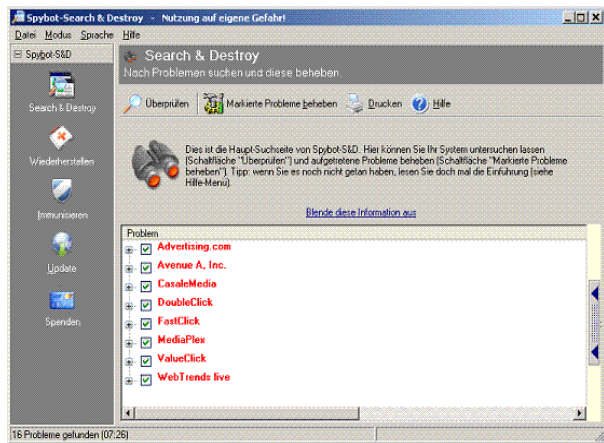 Spybot-Search & Destroy - Nutzung auf eigene Gefahr!
Datei Modus Sprache Hilfe
Spybot-S&D
Search & Destroy
Wiederherstellen
Immunisieren
Update
Spenden
Search & Destroy
Nach Problemen suchen und diese beheben.
Überprüfen Markierte Probleme beheben Drucken Hilfe
Dies ist die Haupt-Suchseite von Spybot-S&D. Hier können Sie Ihr System untersuchen lassen
(Schaltfläche "Überprüfen") und aufgetretene Probleme beheben (Schaltfläche "Markierte Probleme
beheben"). Tipp: wenn Sie es noch nicht getan haben, lesen Sie doch mal die Einführung (siehe
Hilfe-Menü).
Blende diese Information aus
Problem
Advertising.com
Avenue A, Inc.
CasaleMedia
DoubleClick
FastClick
MediaPlex
ValueClick
WebTrends live
16 Probleme gefunden (07:26)